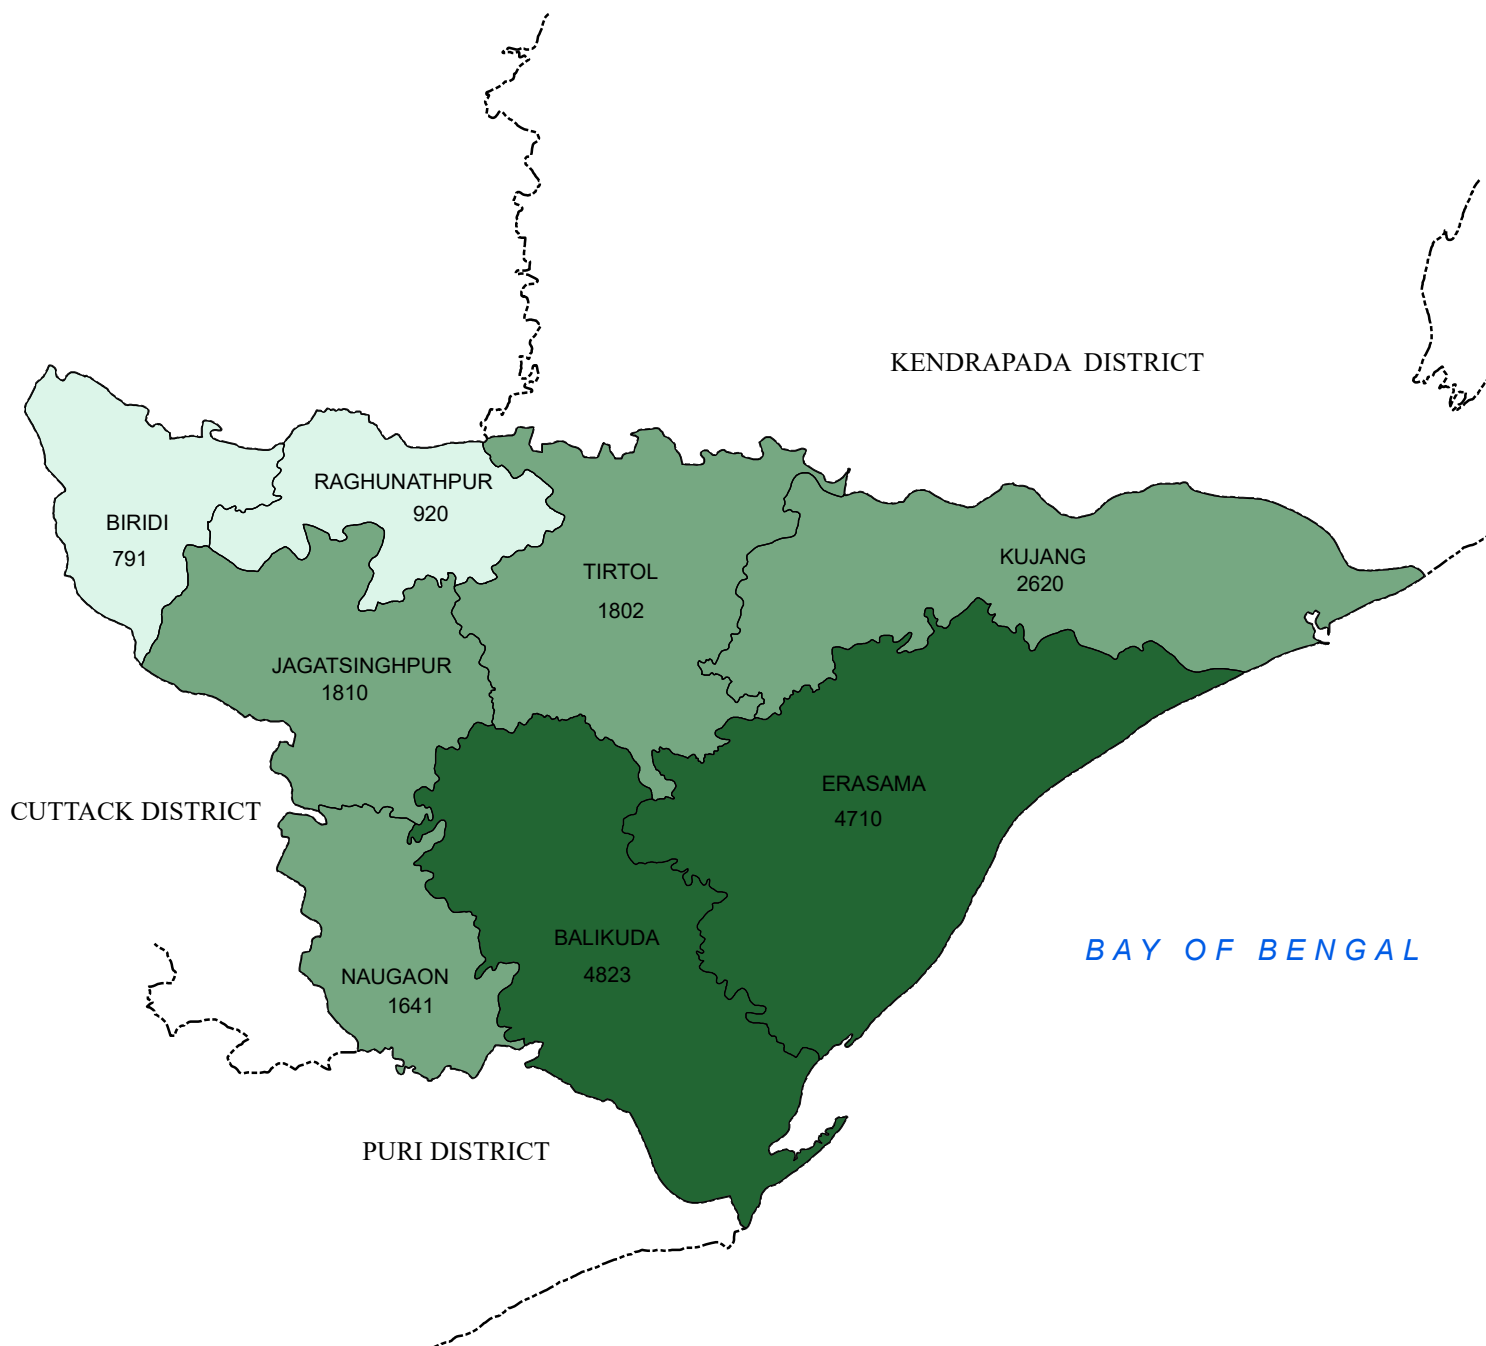 KENDRAPADA DISTRICT
RAGHUNATHPUR
920
BIRIDI
791
TIRTOL
1802
KUJANG
2620
JAGATSINGHPUR
1810
ERASAMA
4710
CUTTACK DISTRICT
BALIKUDA
4823
BAY OF BENGAL
NAUGAON
1641
PURI DISTRICT